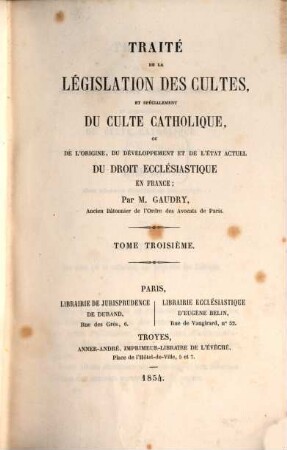 TRAITÉ
DE LA
LÉGISLATION DES CULTES,
ET SPÉCIALEMENT
DU CULTE CATHOLIQUE,
OU
DE L'ORIGINE, DU DÉVELOPPEMENT ET DE L'ÉTAT ACTUEL
DU DROIT ECCLÉSIASTIQUE
EN FRANCE;
Par M. GAUDRY,
Ancien Bâtonnier de l'Ordre des Avocats de Paris.
TOME TROISIÈME.
PARIS,
LIBRAIRIE DE JURISPRUDENCE
DE DURAND,
Rue des Grés, 6.
LIBRAIRIE ECCLÉSIASTIQUE
D'EUGÈNE BELIN,
Rue de Vaugirard, n° 52.
TROYES,
ANNER-ANDRÉ, IMPRIMEUR-LIBRAIRE DE L'ÉVÊCHÉ,
Place de l'Hôtel-de-Ville, 5 et 7.
1854.